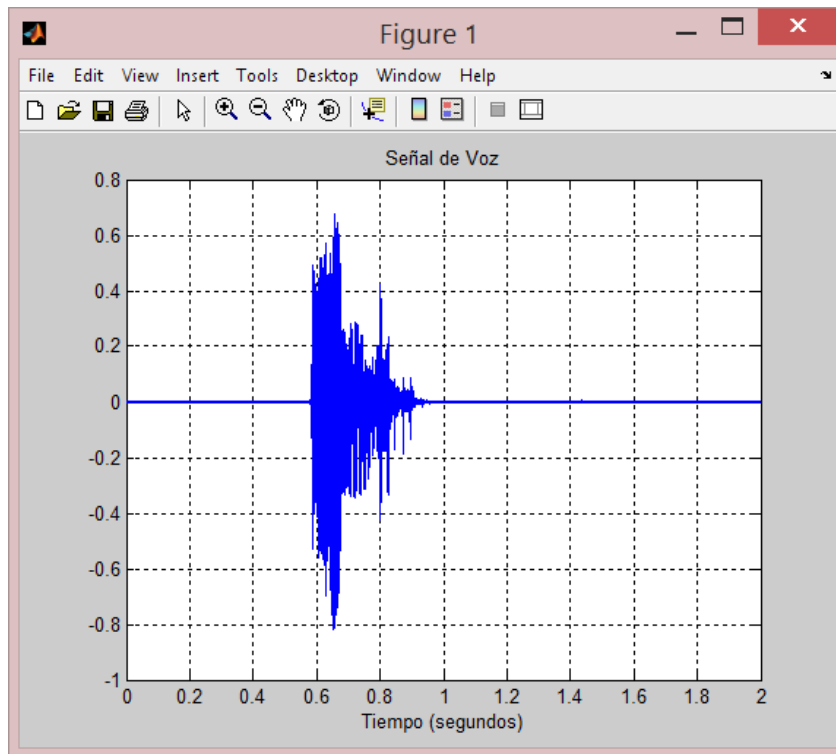 Figure 1
File Edit View Insert Tools Desktop Window Help
Señal de Voz
0.8
0.6
0.4
0.2
0
-0.2
-0.4
-0.6
-0.8
-1
0 0.2 0.4 0.6 0.8 1 1.2 1.4 1.6 1.8 2
Tiempo (segundos)